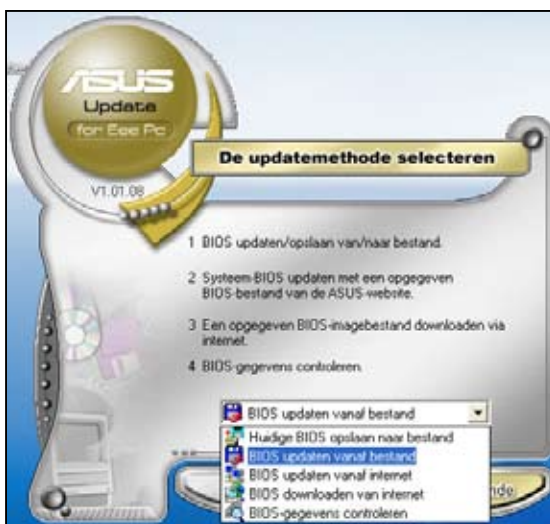 ASUS
Update
for Eee Pc
V1.01.08
De updatemethode selecteren
1 BIOS updaten/opslaan van/naar bestand.
2 Systeem-BIOS updaten met een opgegeven
BIOS-bestand van de ASUS-website.
3 Een opgegeven BIOS-imagebestand downloaden via
internet.
4 BIOS-gegevens controleren.
BIOS updaten vanaf bestand
Huidige BIOS opslaan naar bestand
BIOS updaten vanaf bestand
BIOS updaten vanaf internet
BIOS downloaden van internet
BIOS-gegevens controleren